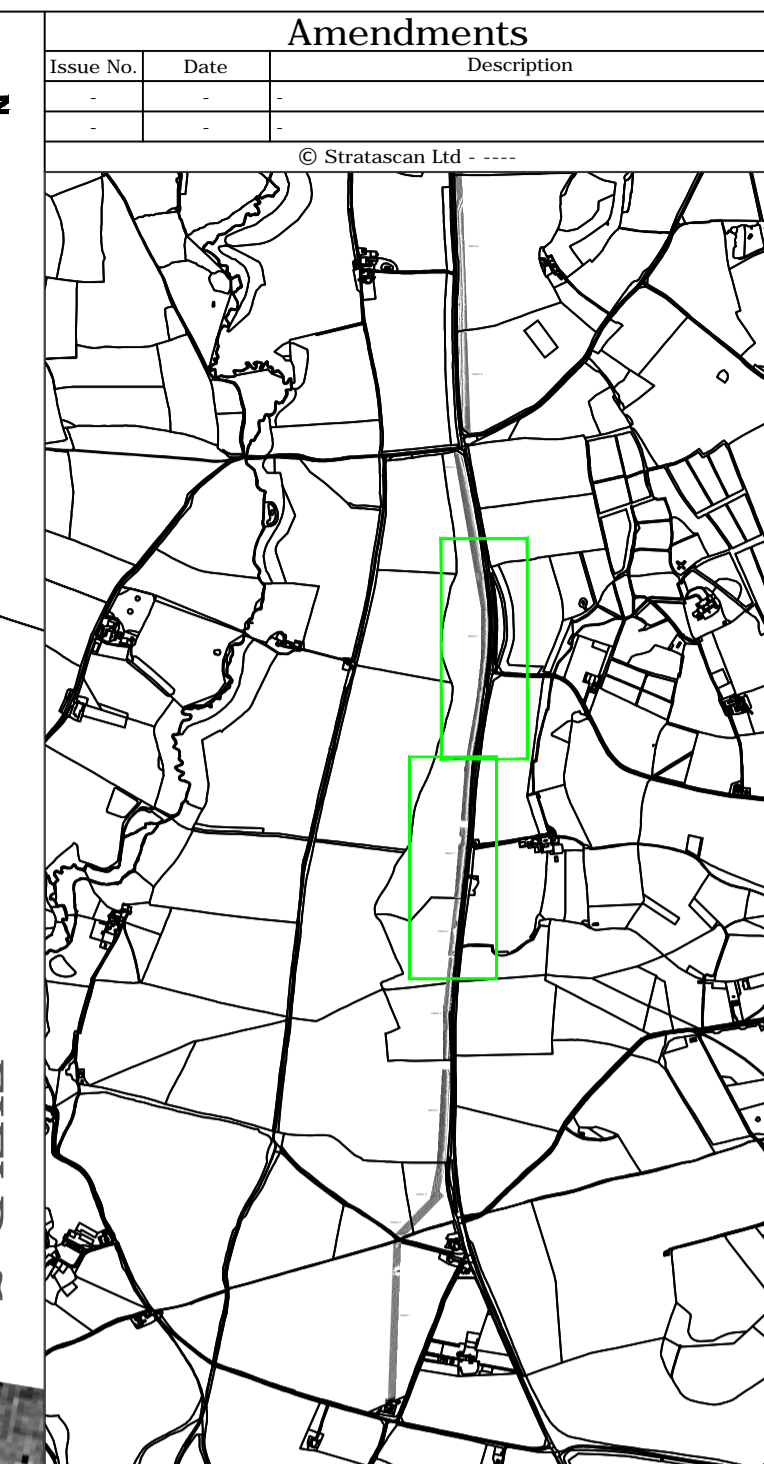 Amendments
Issue No. Date Description
- - -
- - -
© Stratascan Ltd - ----